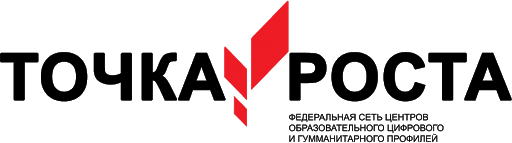 ТОЧКА РОСТА
ФЕДЕРАЛЬНАЯ СЕТЬ ЦЕНТРОВ
ОБРАЗОВАТЕЛЬНОГО ЦИФРОВОГО
И ГУММАНИТАРНОГО ПРОФИЛЕЙ